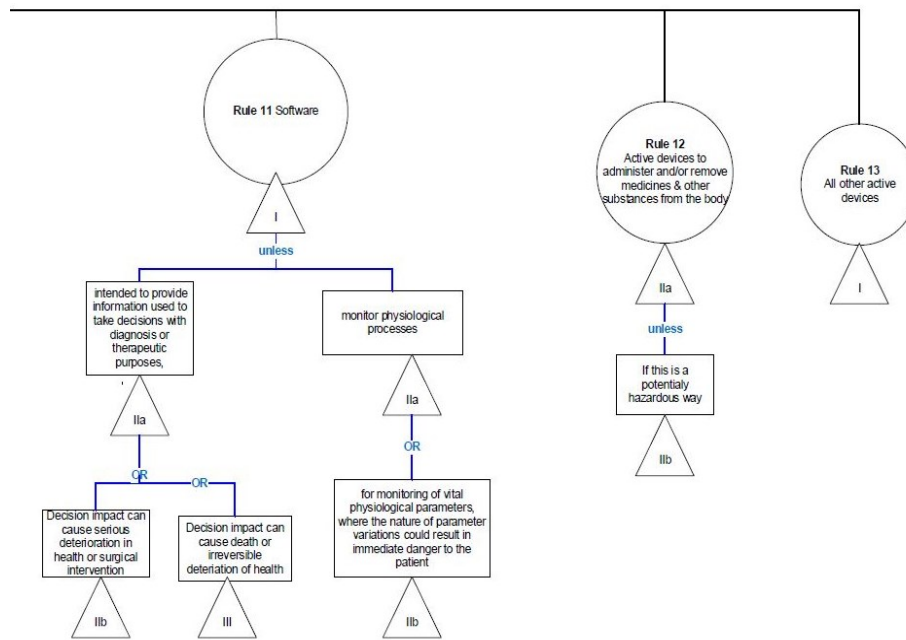 Rule 11 Software
I
unless
intended to provide
information used to
take decisions with
diagnosis or
therapeutic
purposes,
,
IIa
OR
OR
Decision impact can
cause serious
deterioration in
health or surgical
intervention
IIb
Decision impact can
cause death or
irreversible
deteriation of health
III
monitor physiological
processes
IIa
OR
for monitoring of vital
physiological parameters,
where the nature of parameter
variations could result in
immediate danger to the
patient
IIb
Rule 12
Active devices to
administer and/or remove
medicines & other
substances from the body
IIa
unless
If this is a
potentialy
hazardous way
IIb
Rule 13
All other active
devices
I